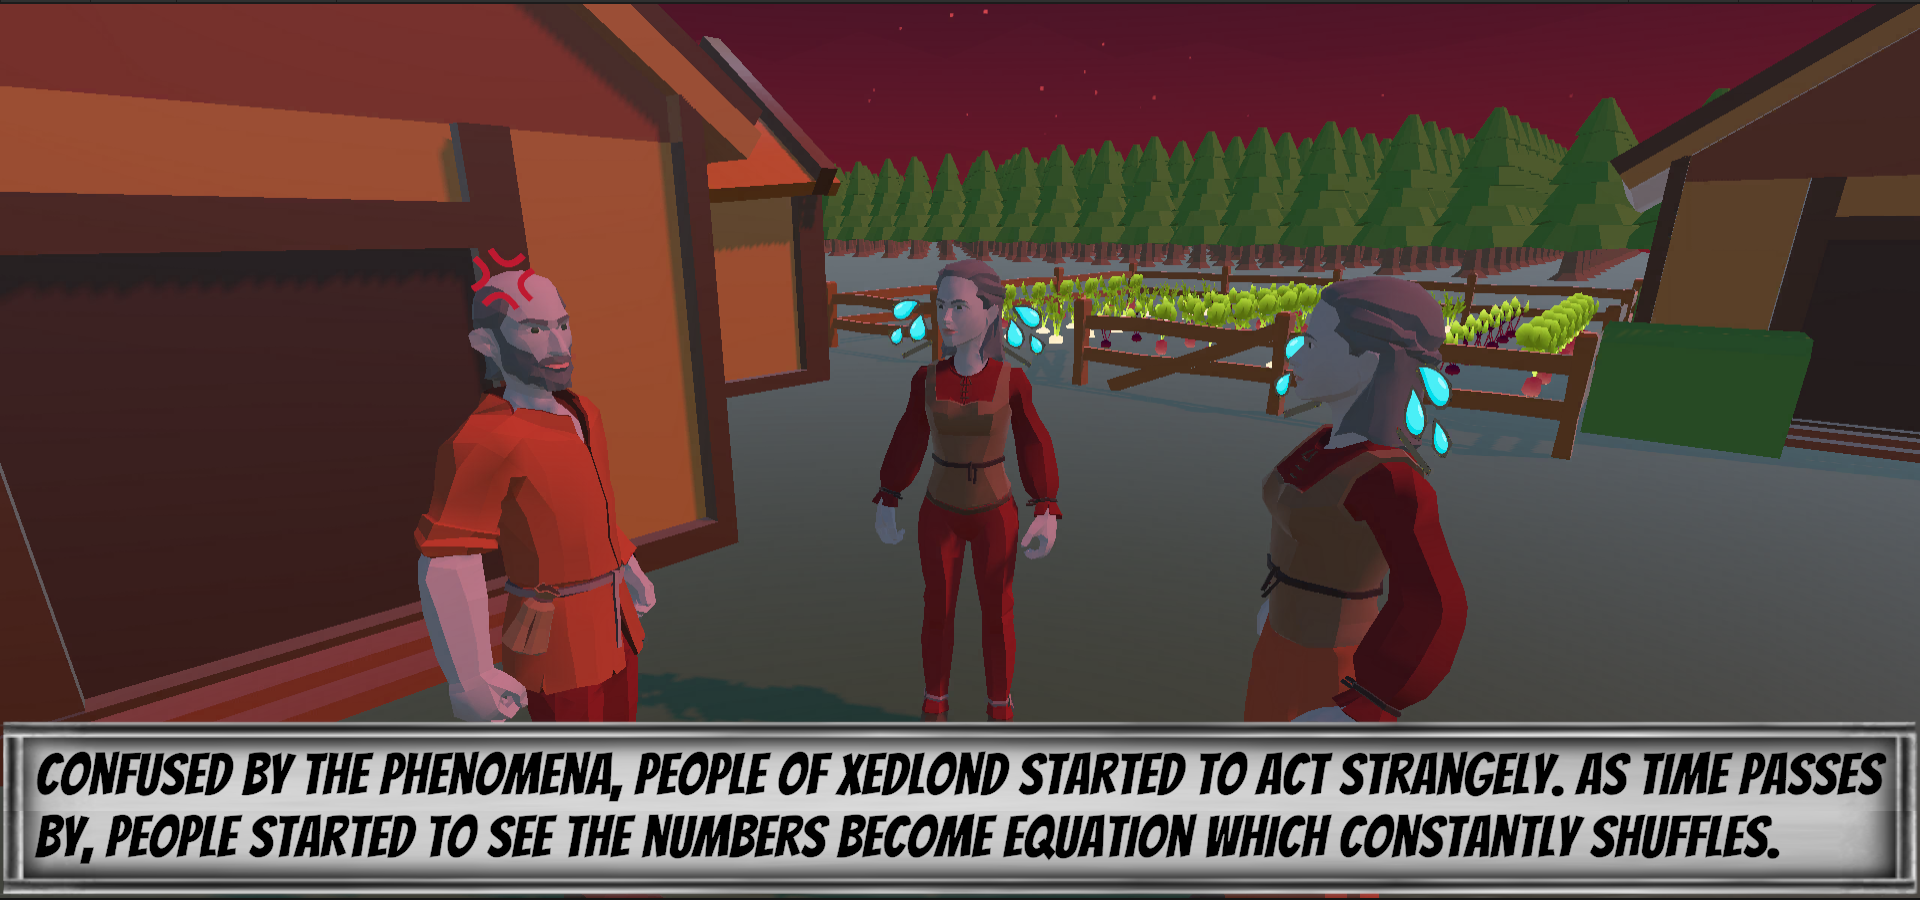 CONFUSED BY THE PHENOMENA, PEOPLE OF XEDLOND STARTED TO ACT STRANGELY. AS TIME PASSES
BY, PEOPLE STARTED TO SEE THE NUMBERS BECOME EQUATION WHICH CONSTANTLY SHUFFLES.